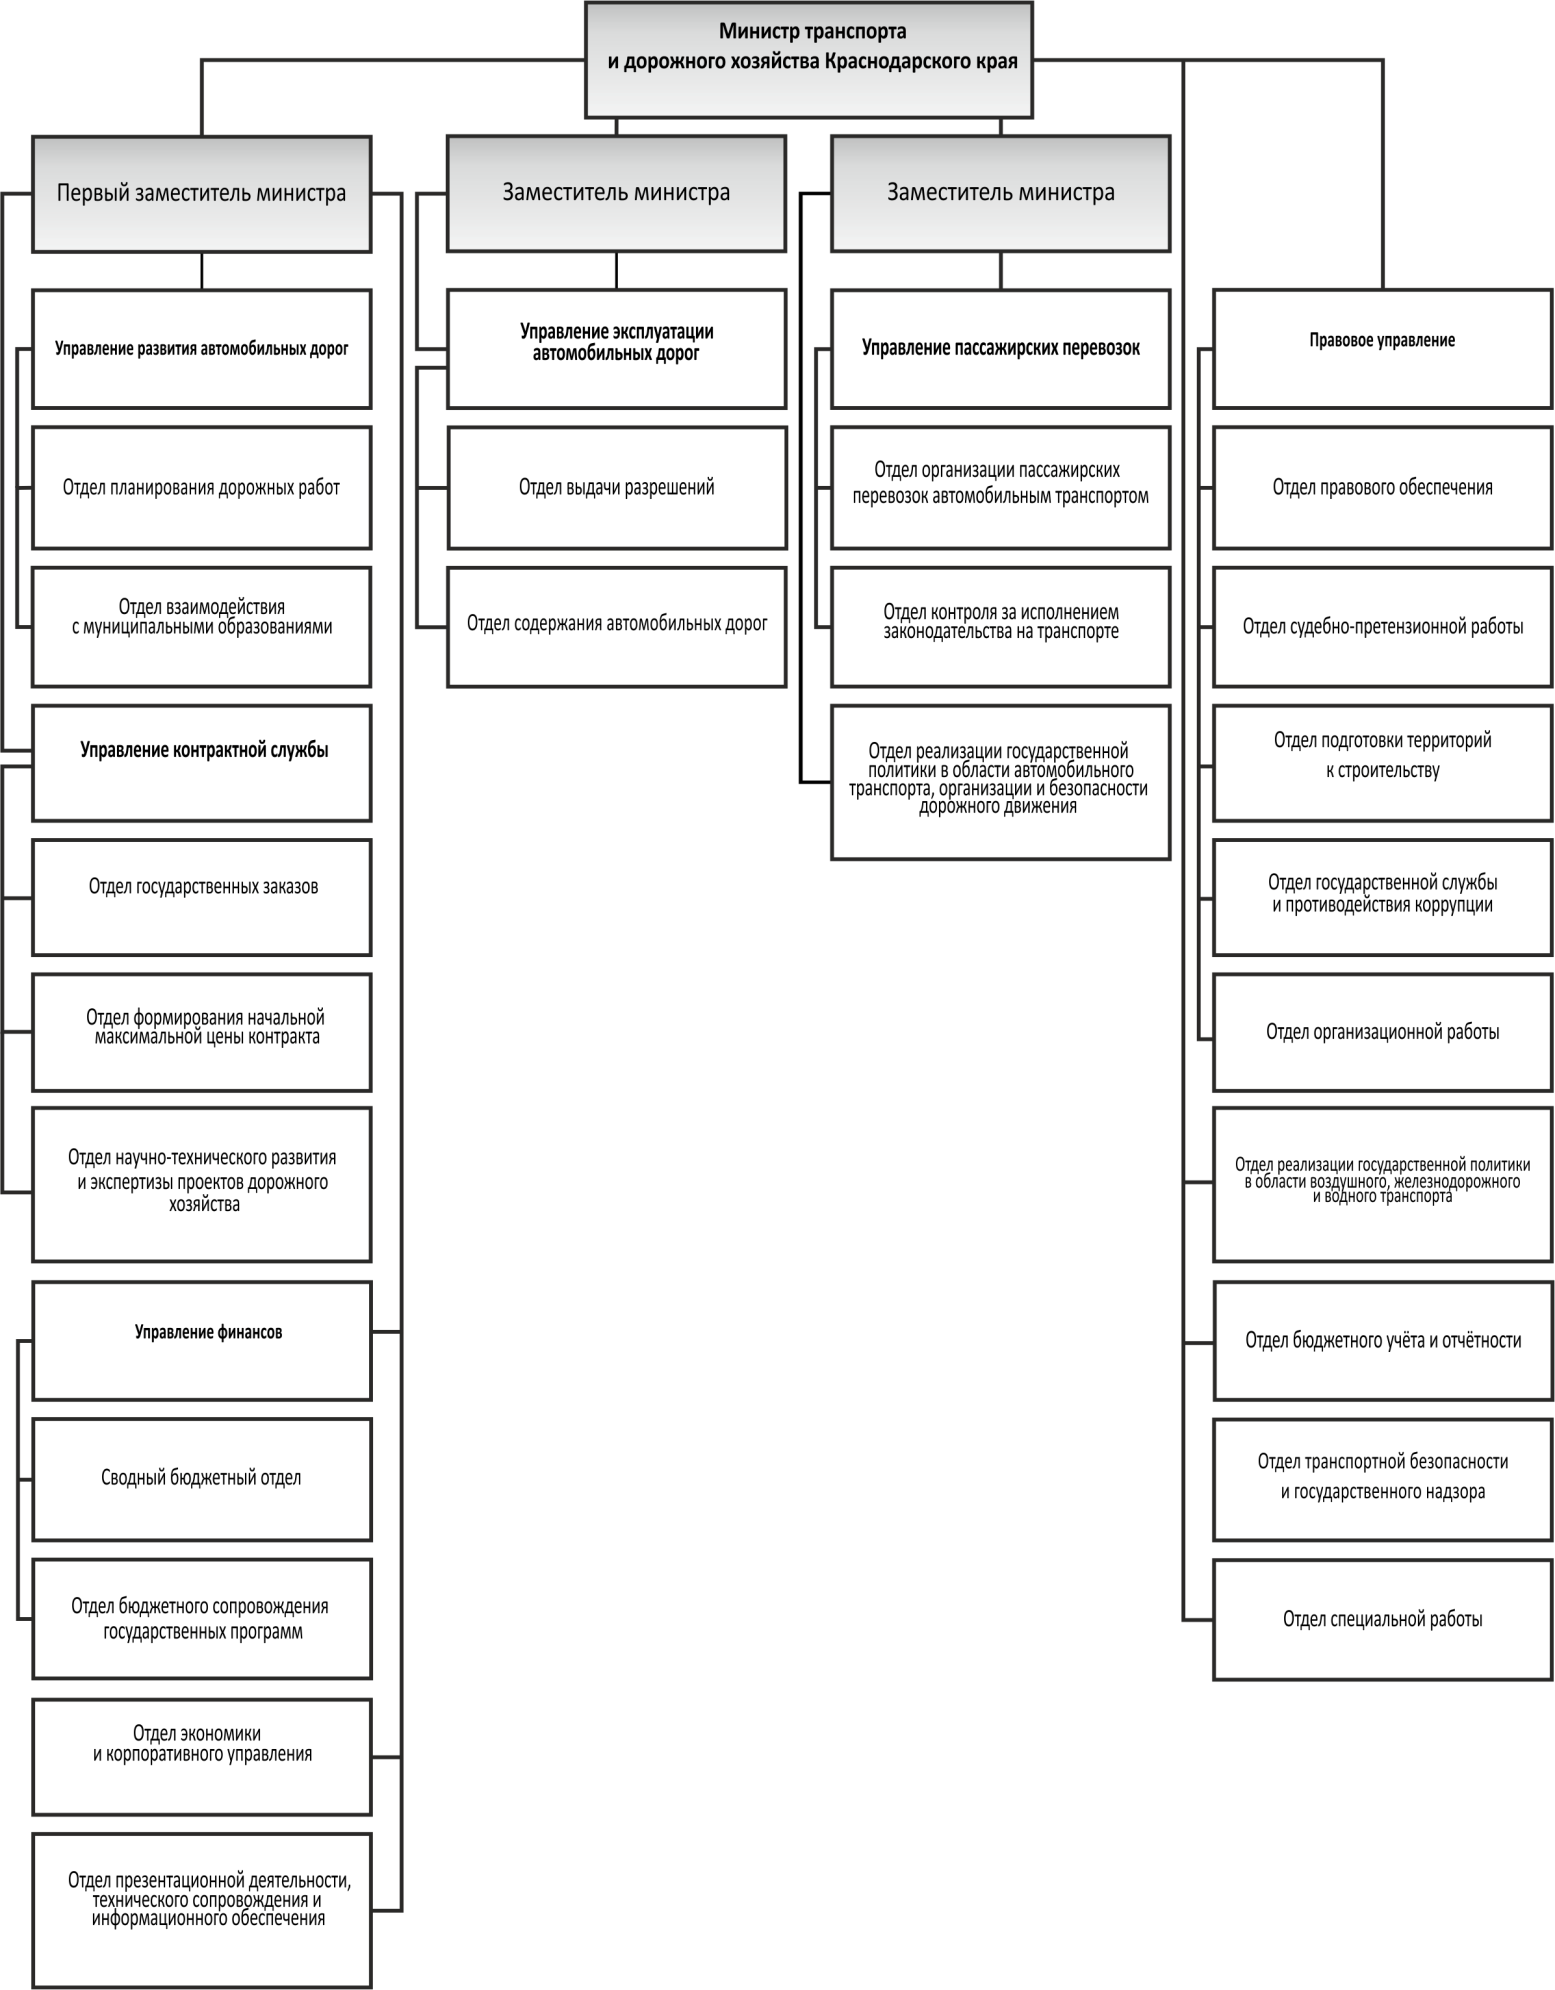 Министр транспорта
и дорожного хозяйства Краснодарского края
Первый заместитель министра
Управление развития автомобильных дорог
Отдел планирования дорожных работ
Отдел взаимодействия
с муниципальными образованиями
Управление контрактной службы
Отдел государственных заказов
Отдел формирования начальной
максимальной цены контракта
Отдел научно-технического развития
и экспертизы проектов дорожного
хозяйства
Управление финансов
Сводный бюджетный отдел
Отдел бюджетного сопровождения
государственных программ
Отдел экономики
и корпоративного управления
Отдел презентационной деятельности,
технического сопровождения и
информационного обеспечения
Заместитель министра
Управление эксплуатации
автомобильных дорог
Отдел выдачи разрешений
Отдел содержания автомобильных дорог
Заместитель министра
Управление пассажирских перевозок
Отдел организации пассажирских
перевозок автомобильным транспортом
Отдел контроля за исполнением
законодательства на транспорте
Отдел реализации государственной
политики в области автомобильного
транспорта, организации и безопасности
дорожного движения
Правовое управление
Отдел правового обеспечения
Отдел судебно-претензионной работы
Отдел подготовки территорий
к строительству
Отдел государственной службы
и противодействия коррупции
Отдел организационной работы
Отдел реализации государственной политики
в области воздушного, железнодорожного
и водного транспорта
Отдел бюджетного учёта и отчётности
Отдел транспортной безопасности
и государственного надзора
Отдел специальной работы